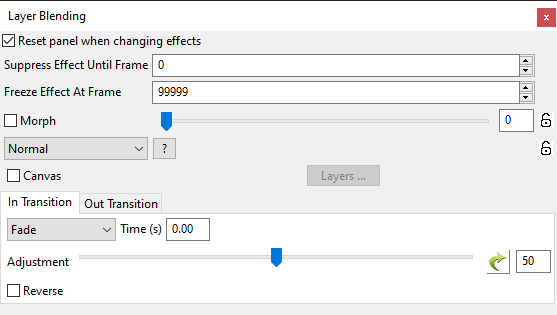 Layer Blending
x
Reset panel when changing effects
Suppress Effect Until Frame 0
Freeze Effect At Frame 99999
Morph 0
Normal ?
Canvas Layers ...
In Transition Out Transition
Fade Time (s) 0.00
Adjustment 50
Reverse